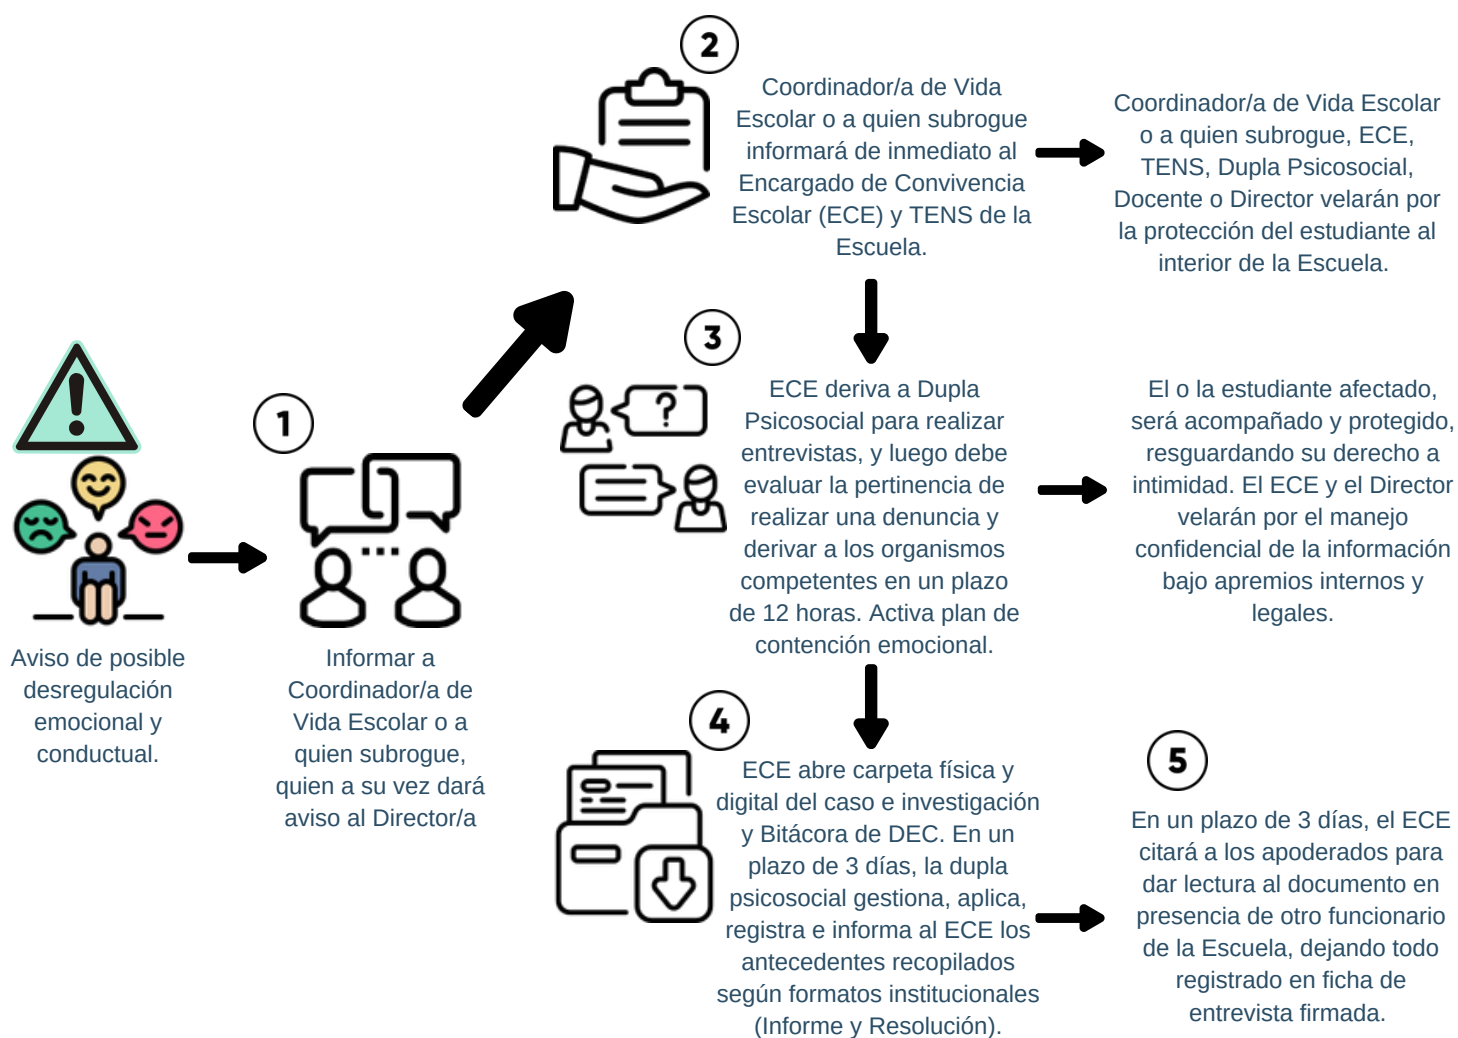 Aviso de posible
desregulación
emocional y
conductual.
1
Informar a
Coordinador/a de
Vida Escolar o a
quien subrogue,
quien a su vez dará
aviso al Director/a
2
Coordinador/a de Vida
Escolar o a quien subrogue
informará de inmediato al
Encargado de Convivencia
Escolar (ECE) y TENS de la
Escuela.
Coordinador/a de Vida Escolar
o a quien subrogue, ECE,
TENS, Dupla Psicosocial,
Docente o Director velarán por
la protección del estudiante al
interior de la Escuela.
3
?
ECE deriva a Dupla
Psicosocial para realizar
entrevistas, y luego debe
evaluar la pertinencia de
realizar una denuncia y
derivar a los organismos
competentes en un plazo
de 12 horas. Activa plan de
contención emocional.
El o la estudiante afectado,
será acompañado y protegido,
resguardando su derecho a
intimidad. El ECE y el Director
velarán por el manejo
confidencial de la información
bajo apremios internos y
legales.
4
ECE abre carpeta física y
digital del caso e investigación
y Bitácora de DEC. En un
plazo de 3 días, la dupla
psicosocial gestiona, aplica,
registra e informa al ECE los
antecedentes recopilados
según formatos institucionales
(Informe y Resolución).
5
En un plazo de 3 días, el ECE
citará a los apoderados para
dar lectura al documento en
presencia de otro funcionario
de la Escuela, dejando todo
registrado en ficha de
entrevista firmada.